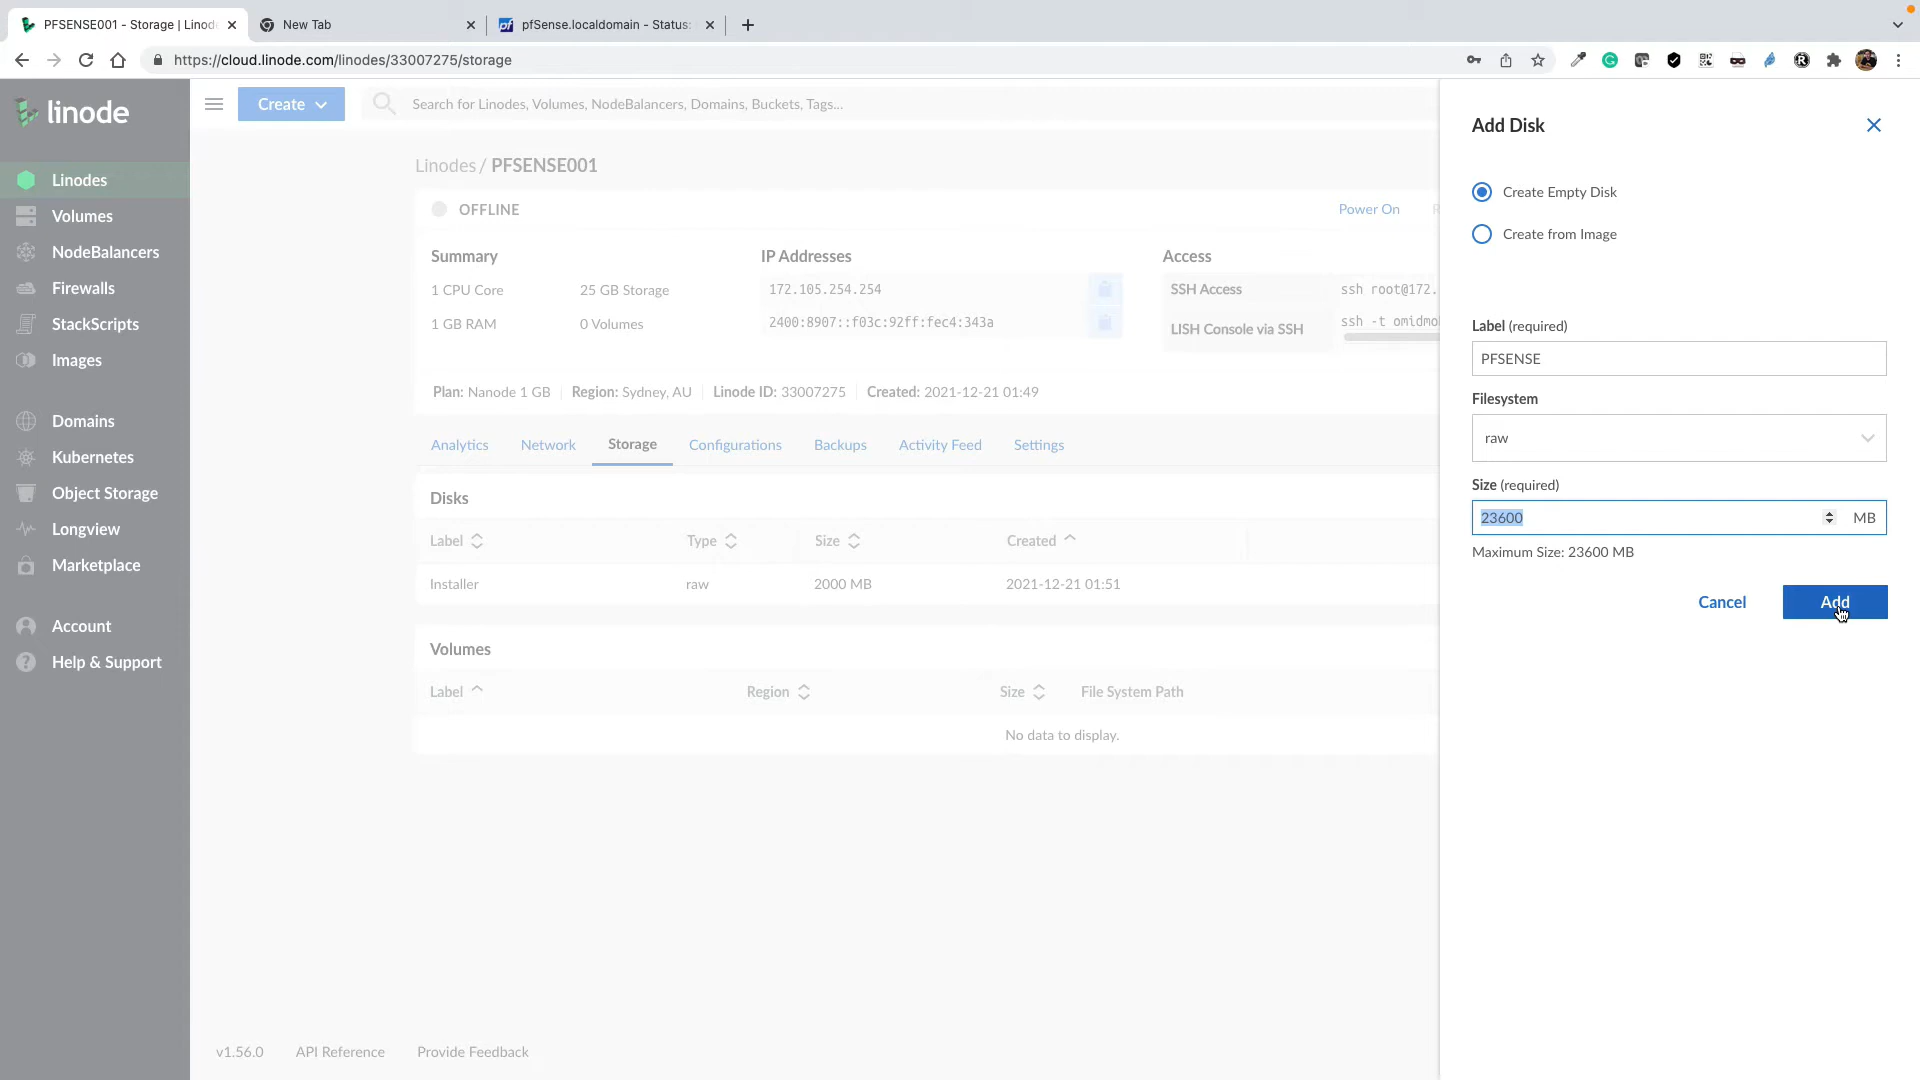 PFSENSE001 - Storage | Linod
New Tab
pf pfSense.localdomain - Status:
https://cloud.linode.com/linodes/33007275/storage
linode
Create
Search for Linodes, Volumes, NodeBalancers, Domains, Buckets, Tags...
Linodes
Volumes
NodeBalancers
Firewalls
StackScripts
Images
Domains
Kubernetes
Object Storage
Longview
Marketplace
Account
Help & Support
Linodes / PFSENSE001
OFFLINE
Power On
Summary
IP Addresses
Access
1 CPU Core
25 GB Storage
172.105.254.254
SSH Access
ssh root@172.
1 GB RAM
0 Volumes
2400:8907::f03c:92ff:fec4:343a
LISH Console via SSH
ssh -t omidmo
Plan: Nanode 1 GB
Region: Sydney, AU
Linode ID: 33007275
Created: 2021-12-21 01:49
Analytics
Network
Storage
Configurations
Backups
Activity Feed
Settings
Disks
Label
Type
Size
Created
Installer
raw
2000 MB
2021-12-21 01:51
Volumes
Label
Region
Size
File System Path
No data to display.
v1.56.0
API Reference
Provide Feedback
Add Disk
Create Empty Disk
Create from Image
Label (required)
PFSENSE
Filesystem
raw
Size (required)
23600
MB
Maximum Size: 23600 MB
Cancel
Add